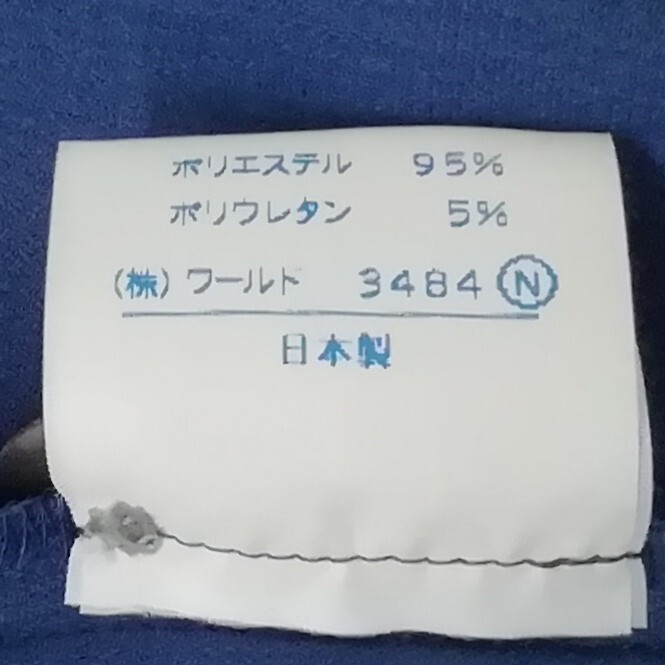 ポリエステル 95%
ポリウレタン 5%
(株) ワールド 3484 Ⓝ
日本製